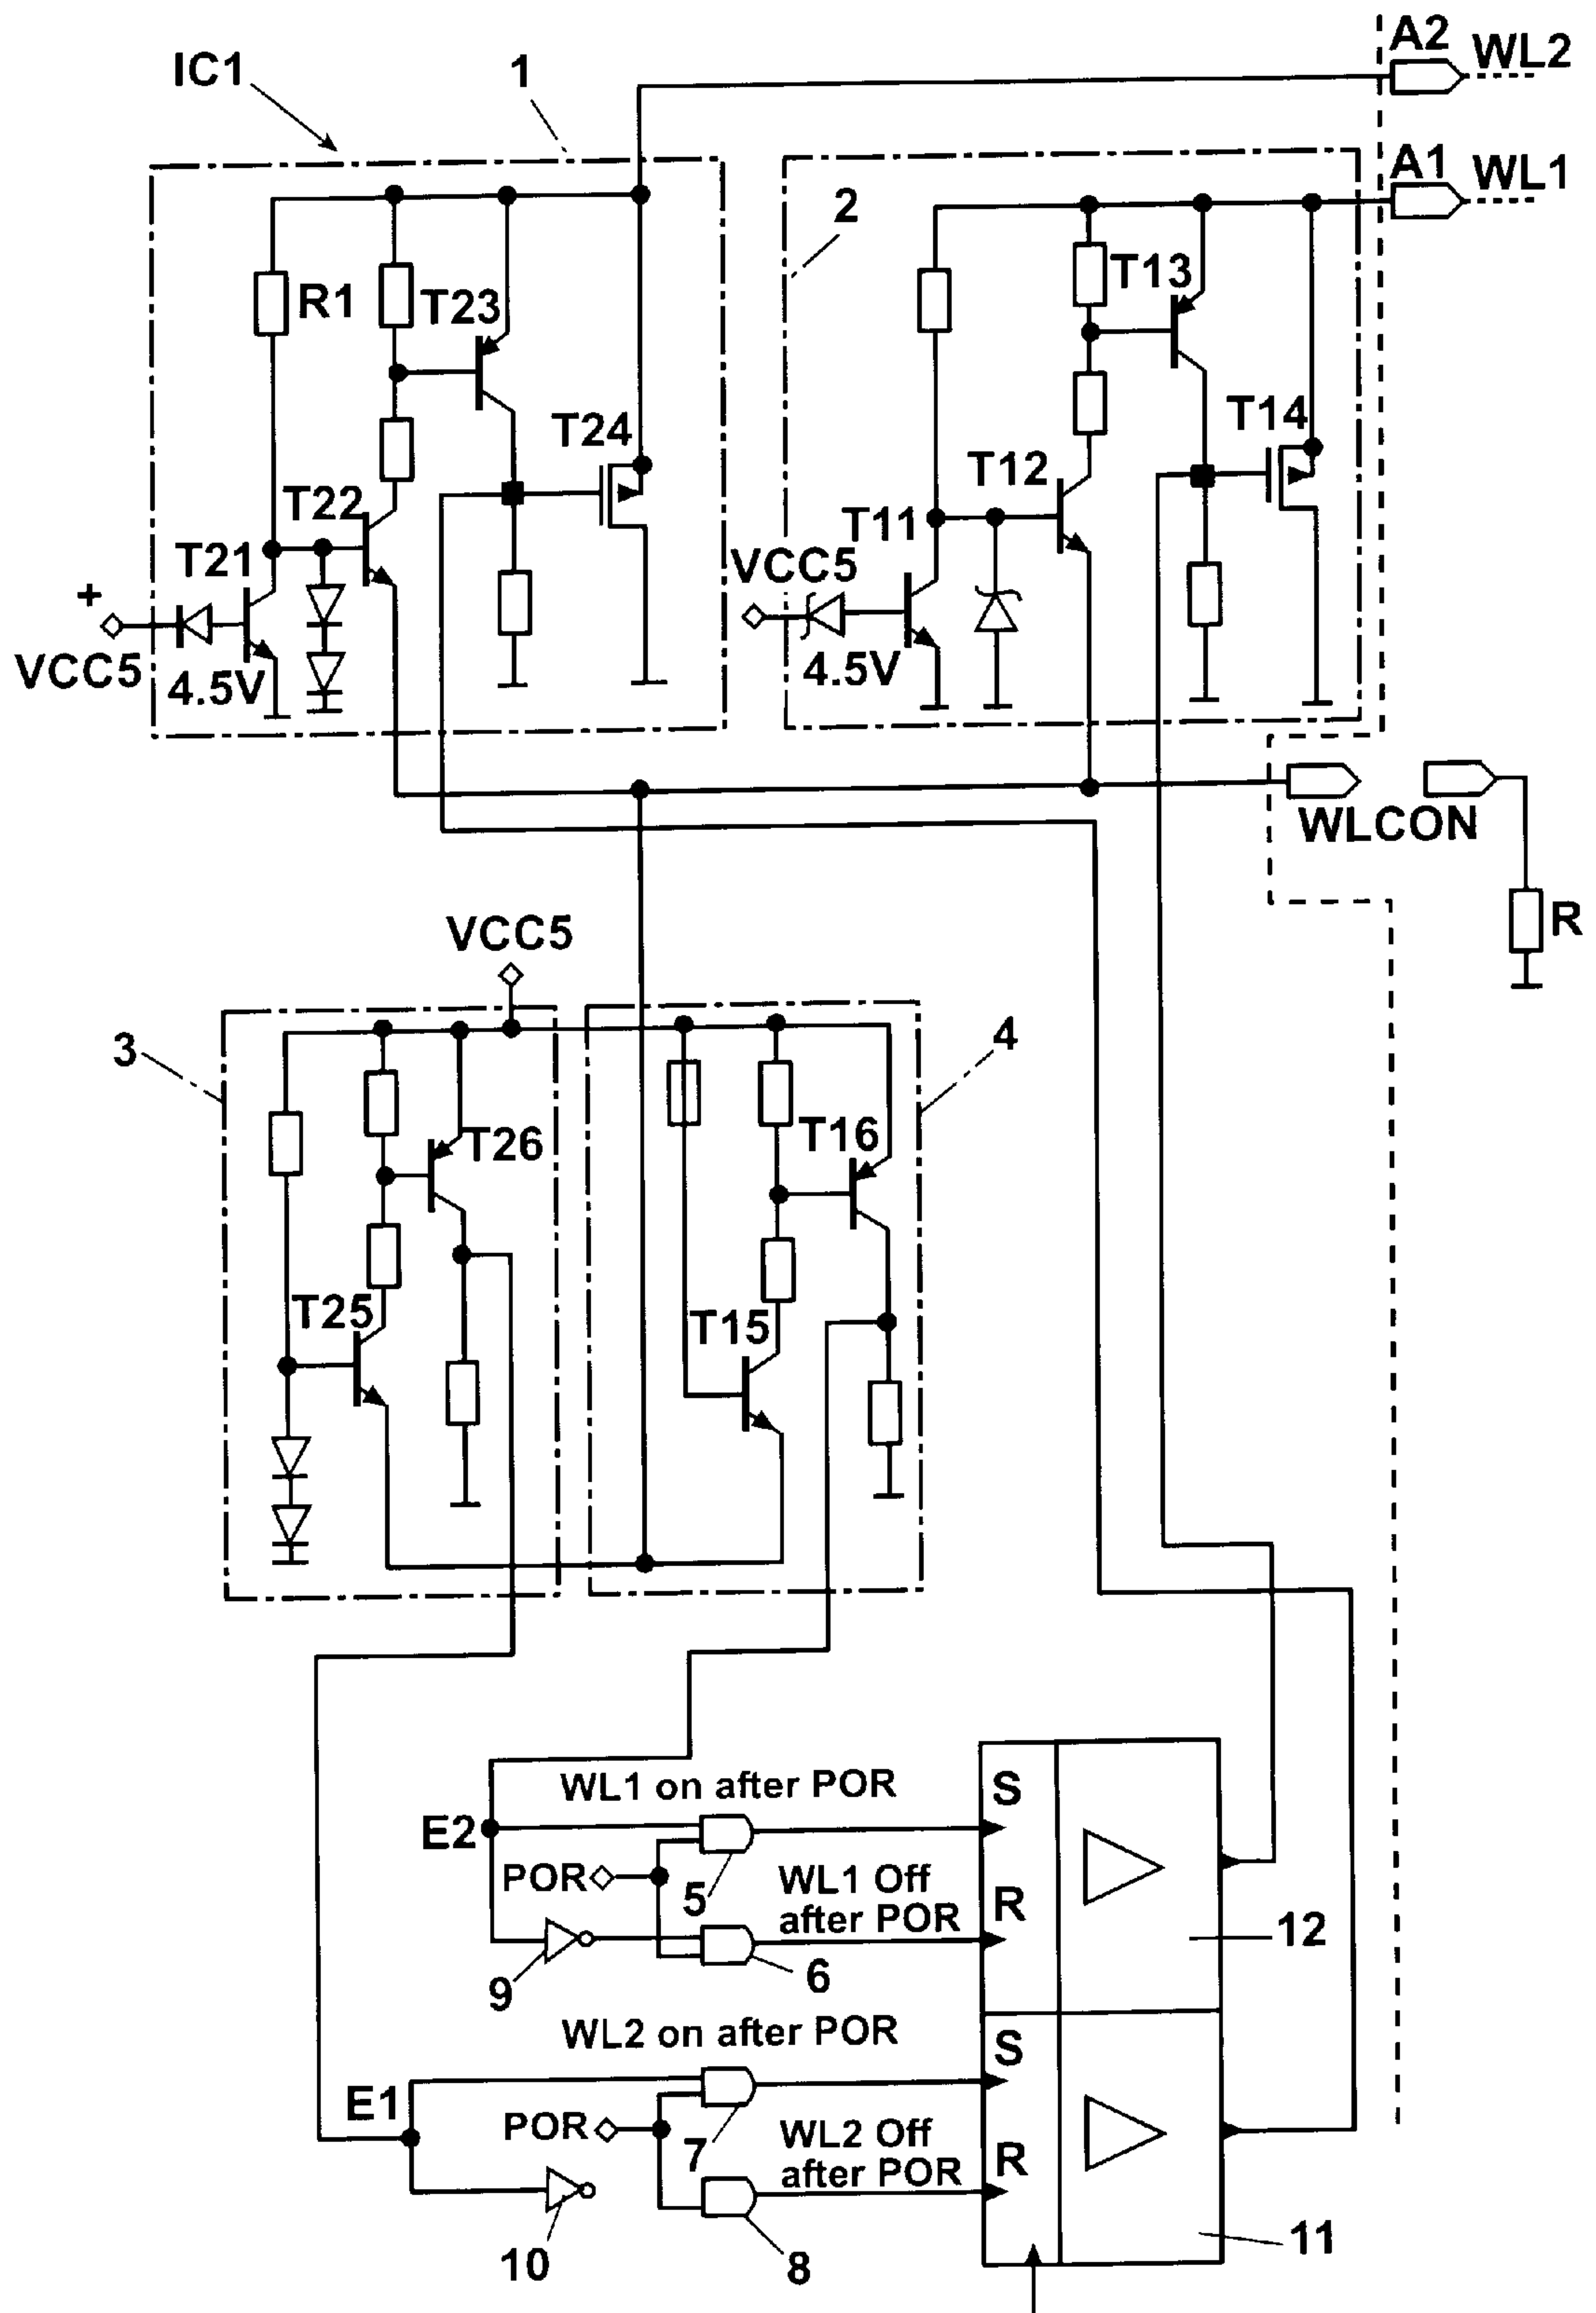 A2 WL2
IC1 1
A1 WL1
2
R1 T23 T13
T24 T14
T22 T12
T21 T11
+ VCC5
VCC5 4.5V 4.5V
WLCON
VCC5 R
3 4
T26 T16
T25 T15
WL1 on after POR S
E2
POR 5 WL1 Off
after POR R
9 6 12
WL2 on after POR S
E1
POR 7 WL2 Off
after POR R
10 8 11